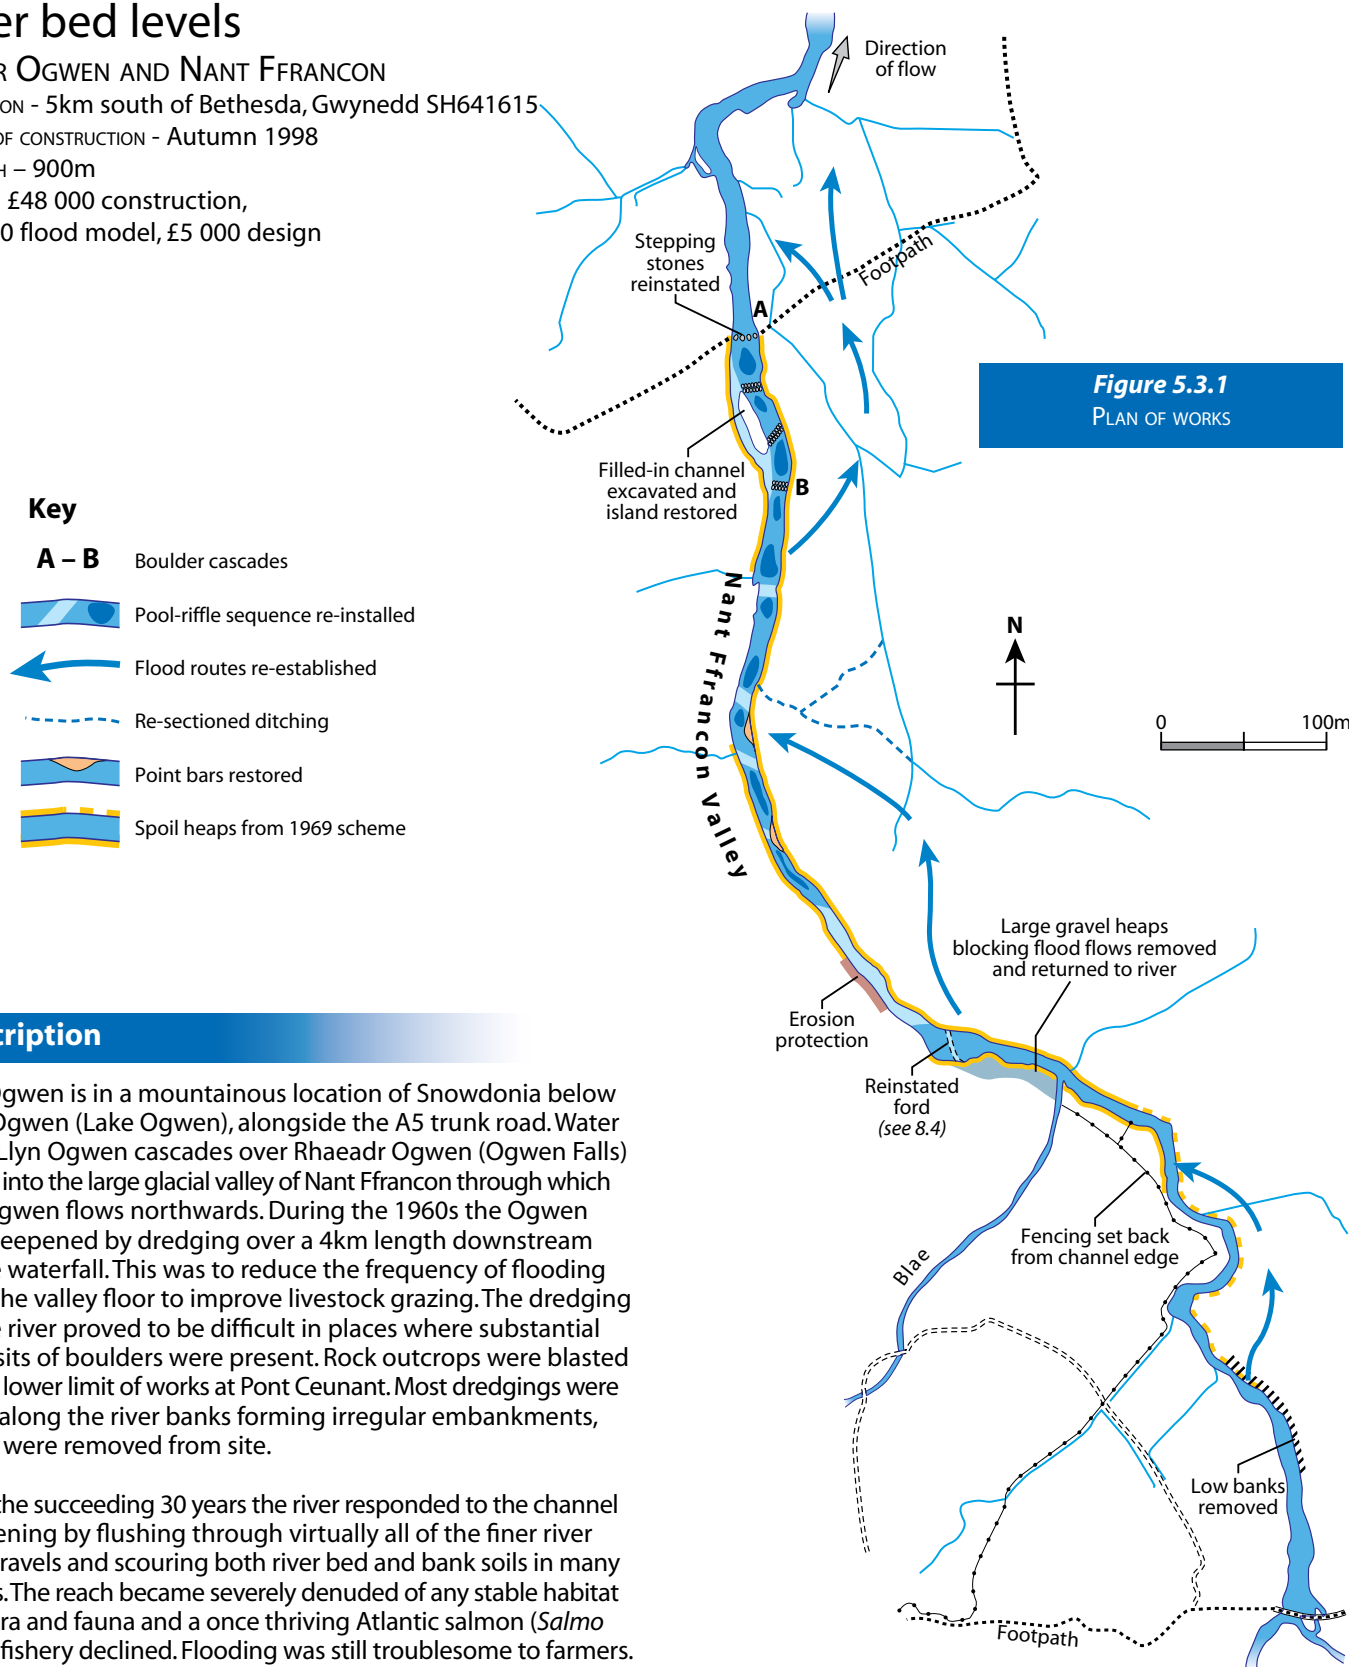 er bed levels
R OGWEN AND NANT FFRANCON
ON - 5km south of Bethesda, Gwynedd SH641615
OF CONSTRUCTION - Autumn 1998
H – 900m
£48 000 construction,
0 flood model, £5 000 design
Direction
of flow
Stepping
stones
reinstated
A
Footpath
Figure 5.3.1
PLAN OF WORKS
Filled-in channel
excavated and
island restored
B
Key
A – B Boulder cascades
Pool-riffle sequence re-installed
Flood routes re-established
Re-sectioned ditching
Point bars restored
Spoil heaps from 1969 scheme
Nant Ffrancon Valley
N
0 100m
Large gravel heaps
blocking flood flows removed
and returned to river
Erosion
protection
Reinstated
ford
(see 8.4)
Fencing set back
from channel edge
Blae
Low banks
removed
Footpath
cription
Ogwen is in a mountainous location of Snowdonia below
Ogwen (Lake Ogwen), alongside the A5 trunk road. Water
Llyn Ogwen cascades over Rhaeadr Ogwen (Ogwen Falls)
into the large glacial valley of Nant Ffrancon through which
gwen flows northwards. During the 1960s the Ogwen
eepened by dredging over a 4km length downstream
e waterfall. This was to reduce the frequency of flooding
he valley floor to improve livestock grazing. The dredging
e river proved to be difficult in places where substantial
sits of boulders were present. Rock outcrops were blasted
lower limit of works at Pont Ceunant. Most dredgings were
along the river banks forming irregular embankments,
were removed from site.
the succeeding 30 years the river responded to the channel
ening by flushing through virtually all of the finer river
ravels and scouring both river bed and bank soils in many
s. The reach became severely denuded of any stable habitat
ra and fauna and a once thriving Atlantic salmon (Salmo
fishery declined. Flooding was still troublesome to farmers.